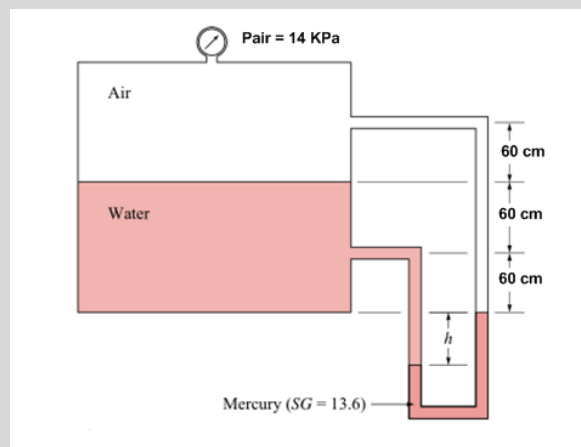 Pair = 14 KPa
Air
60 cm
Water
60 cm
60 cm
h
Mercury (SG = 13.6)